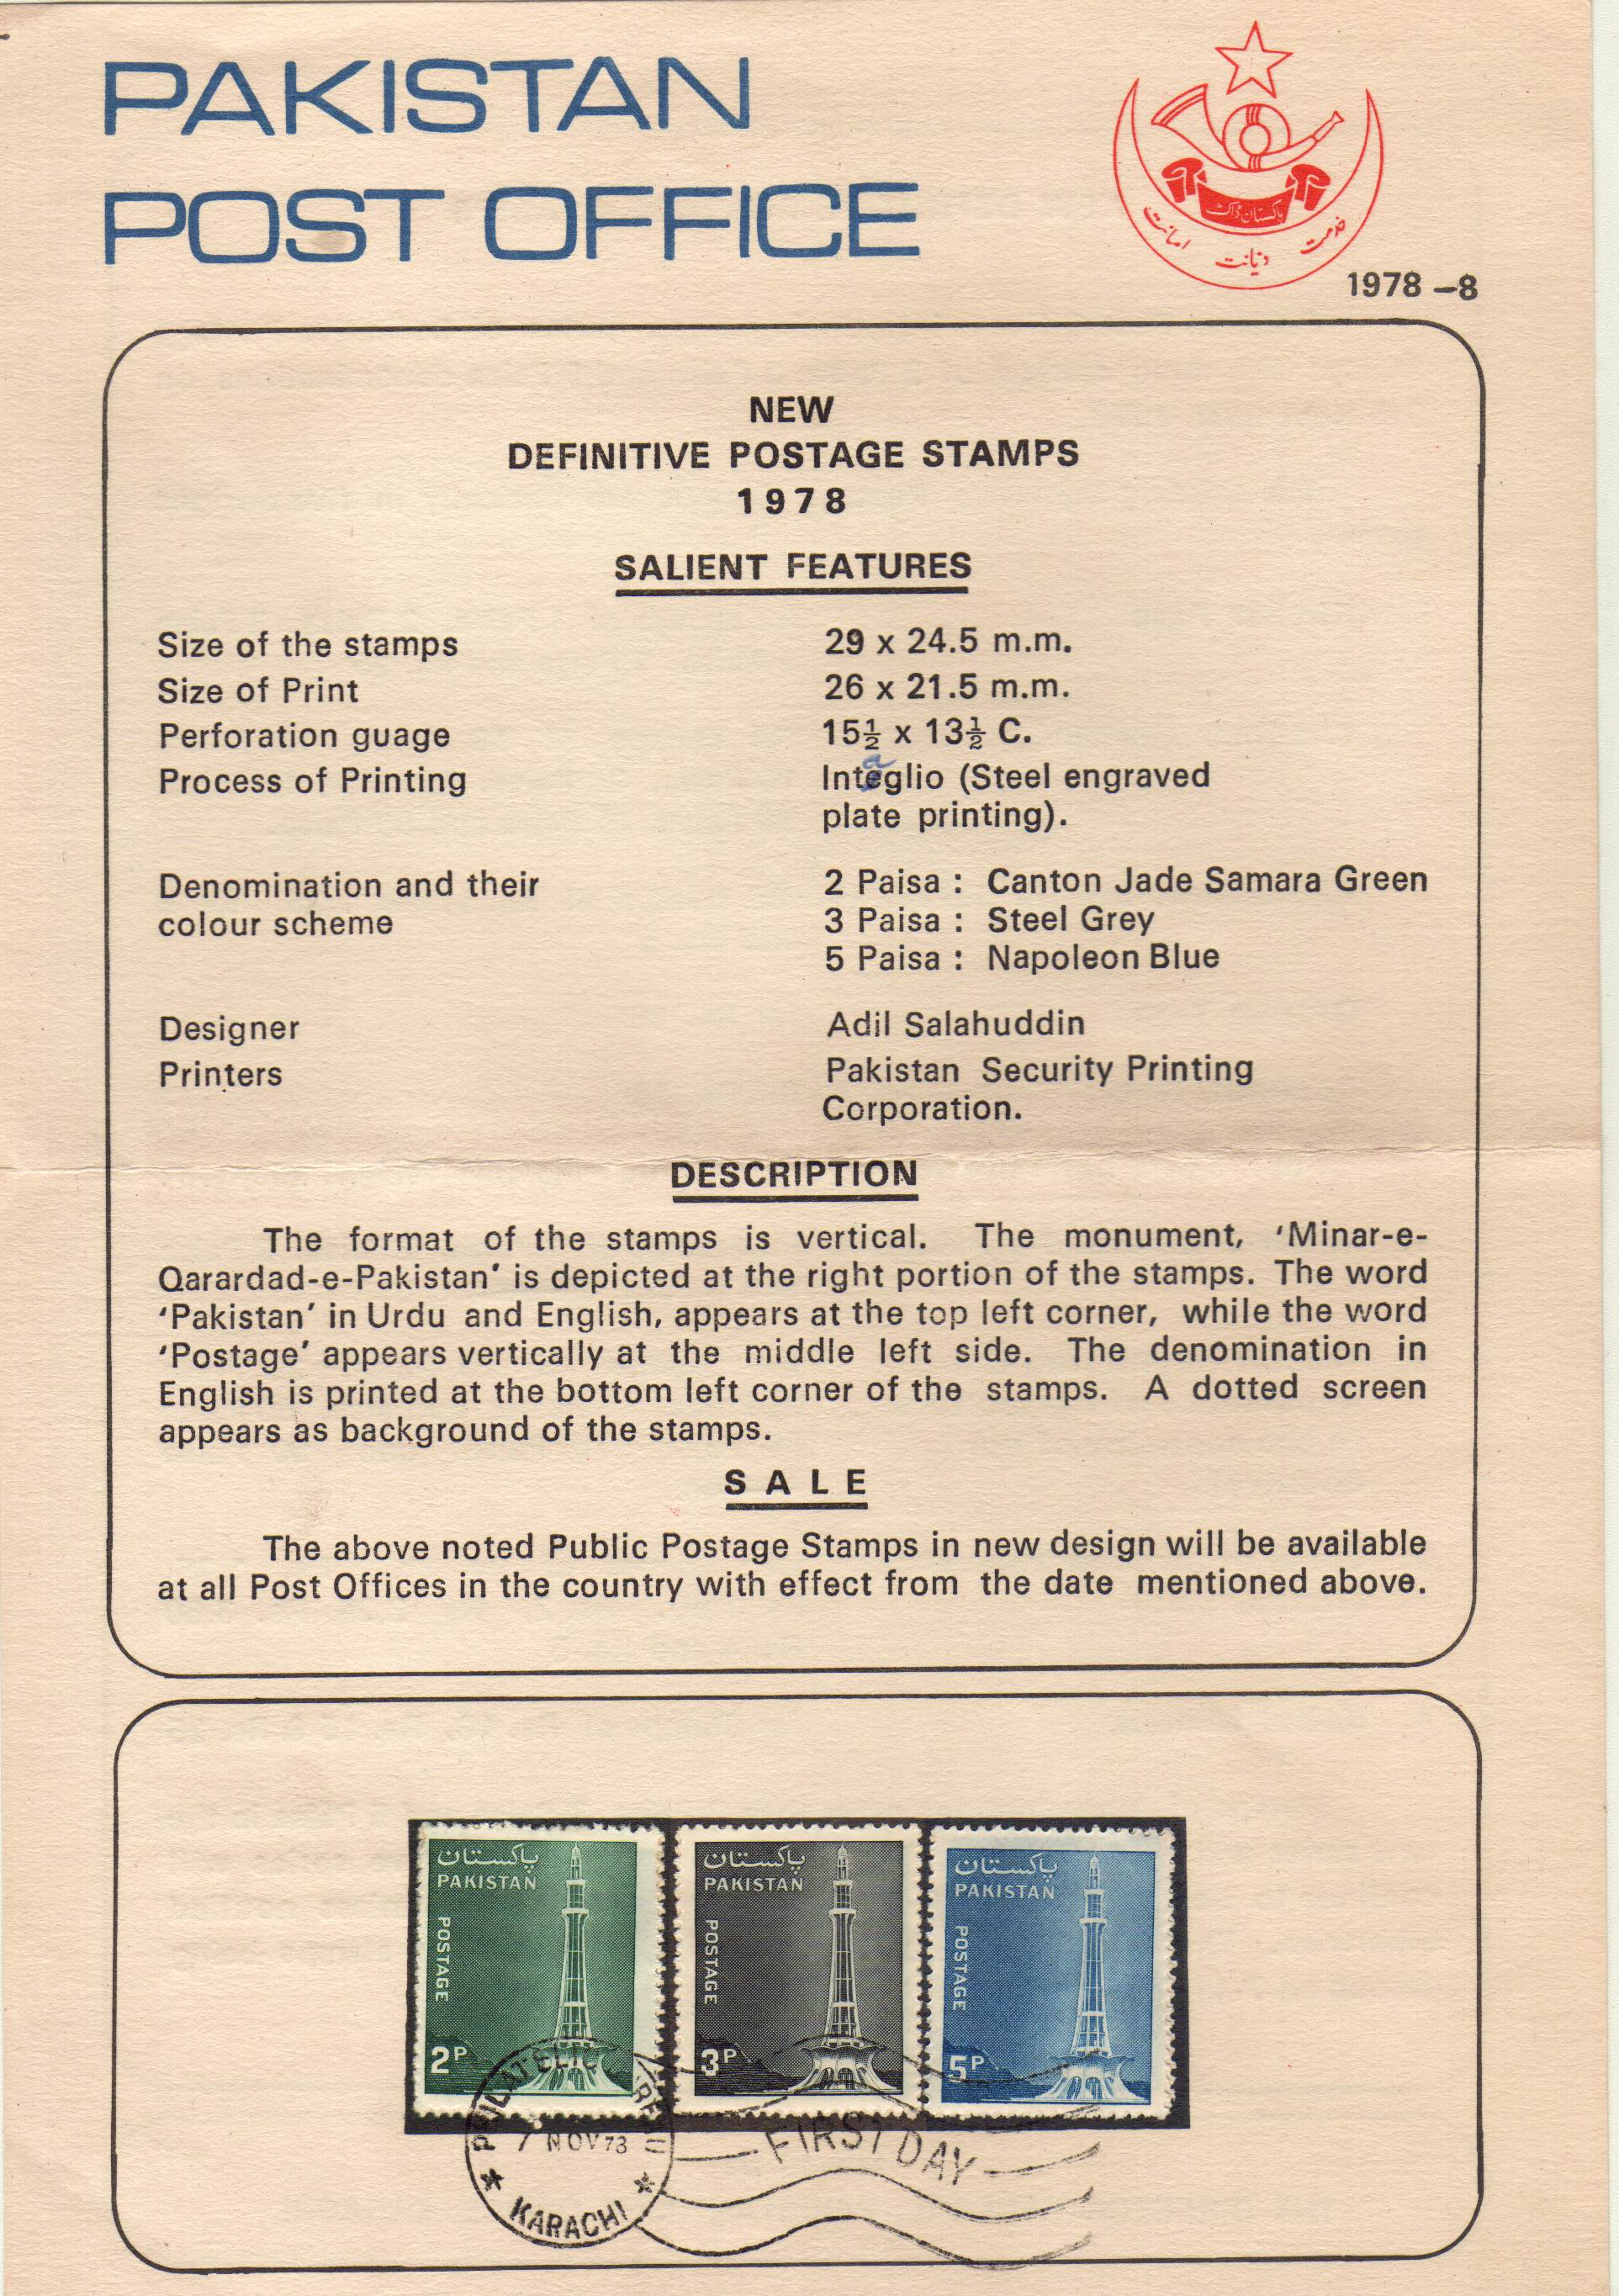 PAKISTAN
POST OFFICE
پاکستان ڈاک
خدمت دیانت امانت
1978 –8
NEW
DEFINITIVE POSTAGE STAMPS
1978
SALIENT FEATURES
Size of the stamps 29 x 24.5 m.m.
Size of Print 26 x 21.5 m.m.
Perforation guage 15½ x 13½ C.
a
Process of Printing Integlio (Steel engraved
plate printing).
Denomination and their 2 Paisa : Canton Jade Samara Green
colour scheme 3 Paisa : Steel Grey
5 Paisa : Napoleon Blue
Designer Adil Salahuddin
Printers Pakistan Security Printing
Corporation.
DESCRIPTION
The format of the stamps is vertical. The monument, ‘Minar-e-
Qarardad-e-Pakistan’ is depicted at the right portion of the stamps. The word
‘Pakistan’ in Urdu and English, appears at the top left corner, while the word
‘Postage’ appears vertically at the middle left side. The denomination in
English is printed at the bottom left corner of the stamps. A dotted screen
appears as background of the stamps.
SALE
The above noted Public Postage Stamps in new design will be available
at all Post Offices in the country with effect from the date mentioned above.
پاکستان
PAKISTAN
POSTAGE
2P
پاکستان
PAKISTAN
POSTAGE
3P
پاکستان
PAKISTAN
POSTAGE
5P
PHILATELIC
7 NOV 73
KARACHI
FIRST DAY